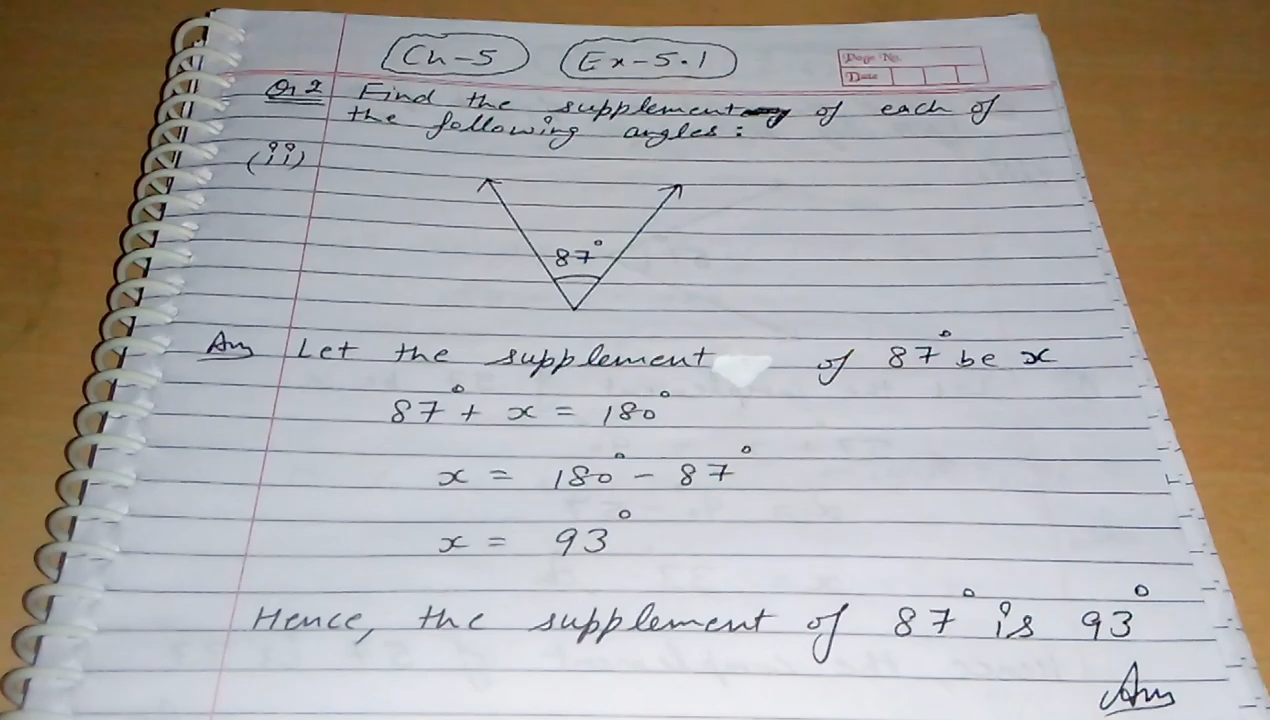 Ch-5 Ex-5.1
Page No.
Date
Qn 2 Find the supplement of each of
the following angles:
(ii)
87°
Ans Let the supplement of 87° be x
87° + x = 180°
x = 180° - 87°
x = 93°
Hence, the supplement of 87° is 93°
Ans